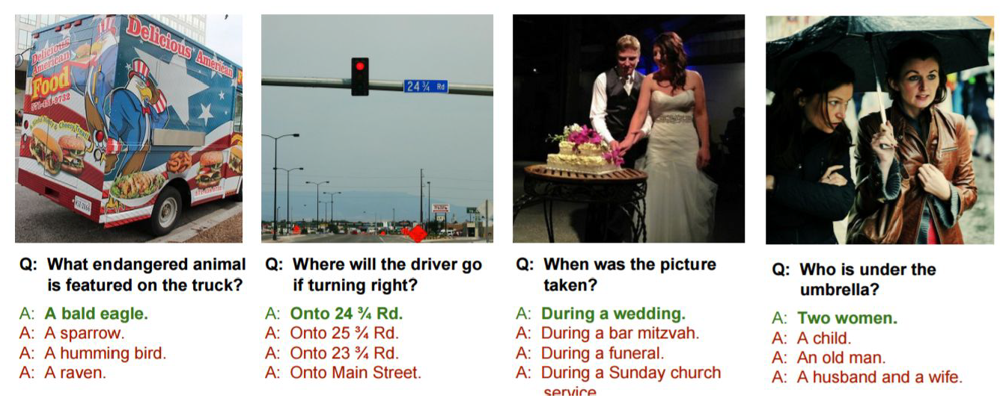 Delicious American
Delicious
American
Food
24 ¾ Rd
Q: What endangered animal
is featured on the truck?
A: A bald eagle.
A: A sparrow.
A: A humming bird.
A: A raven.
Q: Where will the driver go
if turning right?
A: Onto 24 ¾ Rd.
A: Onto 25 ¾ Rd.
A: Onto 23 ¾ Rd.
A: Onto Main Street.
Q: When was the picture
taken?
A: During a wedding.
A: During a bar mitzvah.
A: During a funeral.
A: During a Sunday church
service
Q: Who is under the
umbrella?
A: Two women.
A: A child.
A: An old man.
A: A husband and a wife.